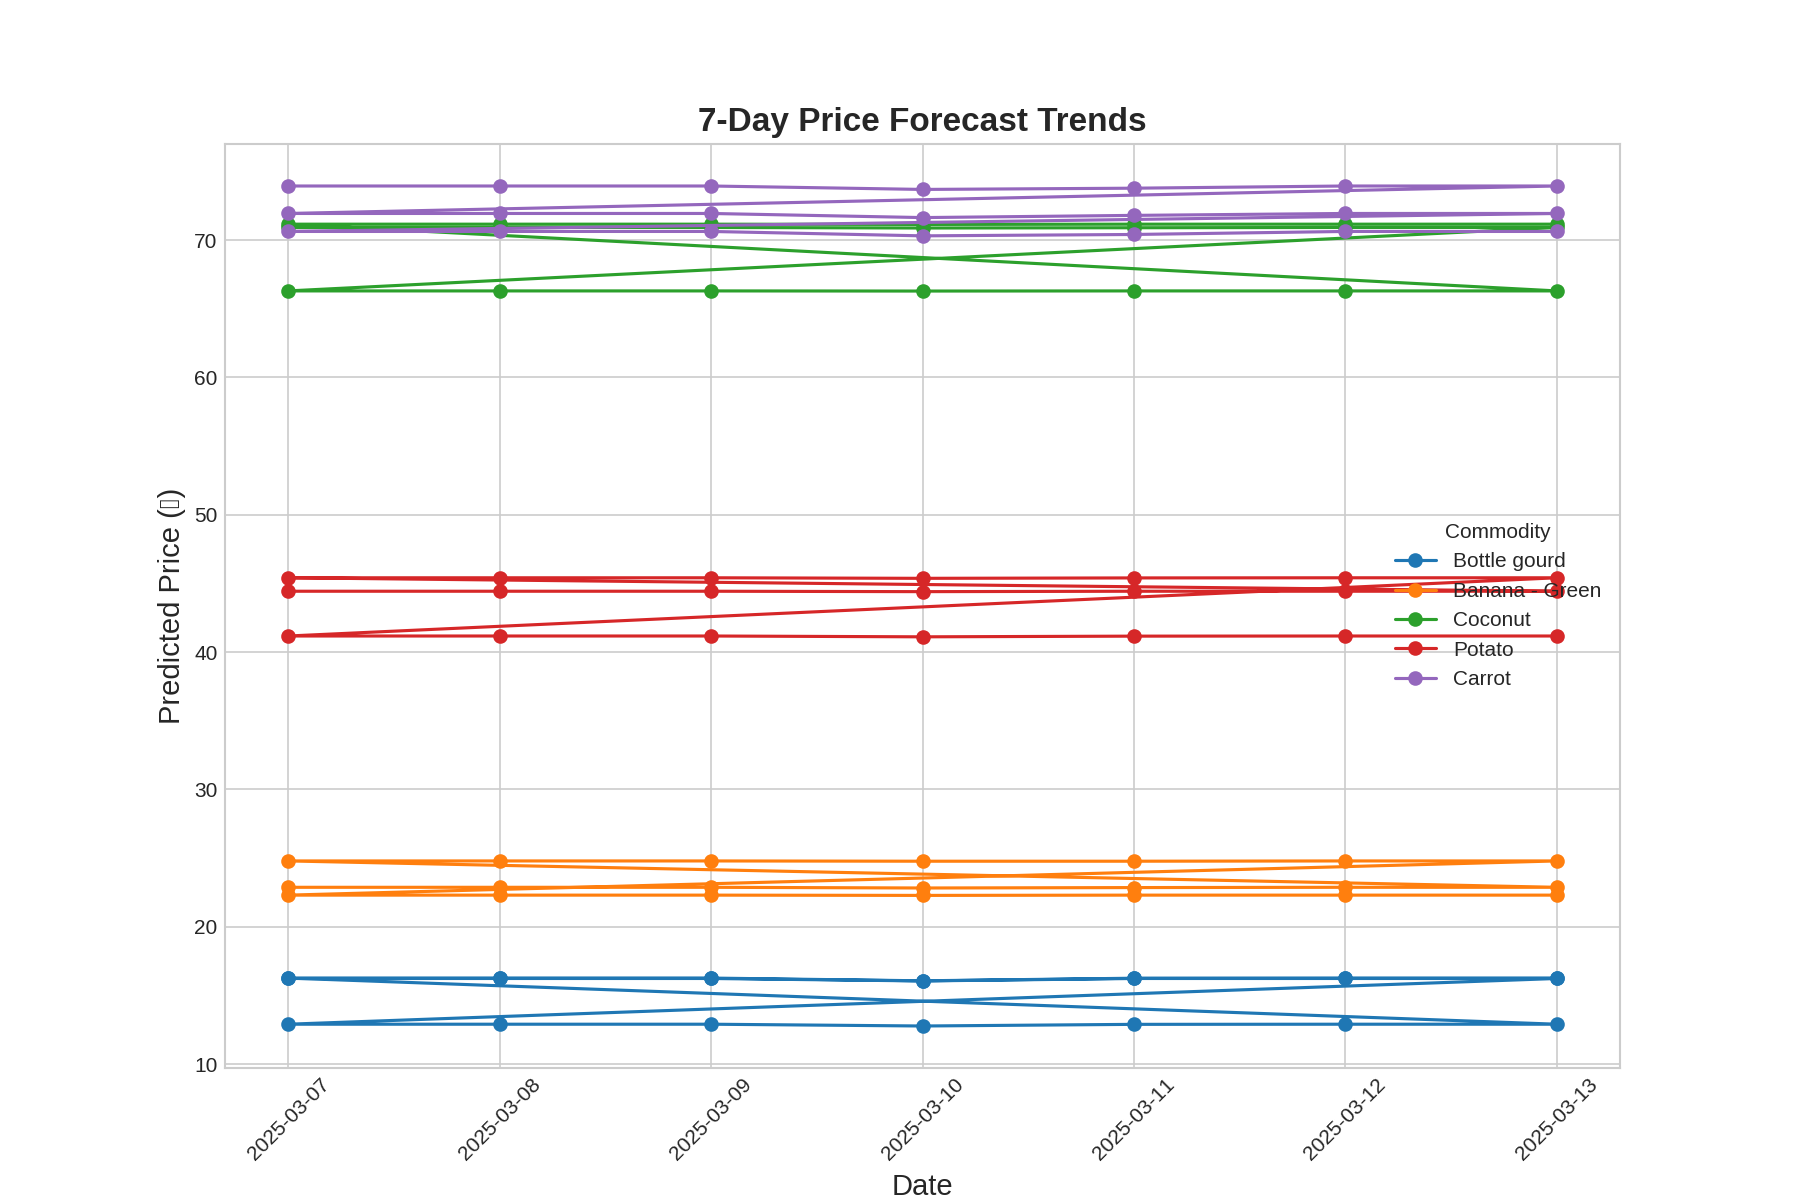 7-Day Price Forecast Trends
Predicted Price (▯)
70
60
50
40
30
20
10
Commodity
Bottle gourd
Banana - Green
Coconut
Potato
Carrot
2025-03-07
2025-03-08
2025-03-09
2025-03-10
2025-03-11
2025-03-12
2025-03-13
Date